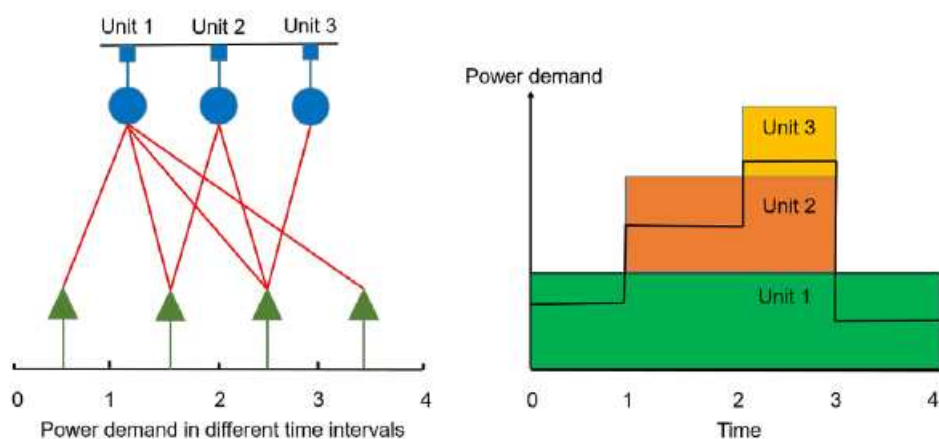 Unit 1 Unit 2 Unit 3
0 1 2 3 4
Power demand in different time intervals
Power demand
Unit 3
Unit 2
Unit 1
0 1 2 3 4
Time